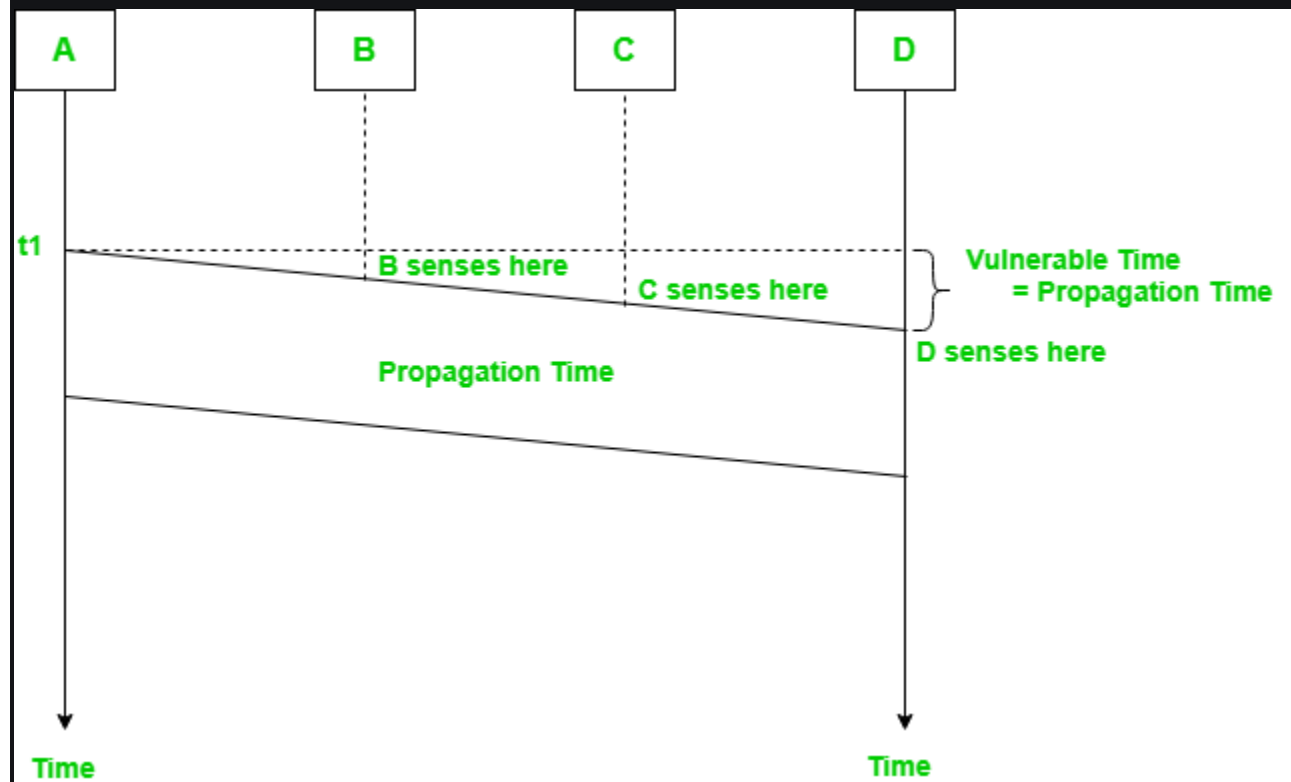 A
B
C
D
t1
B senses here
Vulnerable Time
= Propagation Time
C senses here
D senses here
Propagation Time
Time
Time